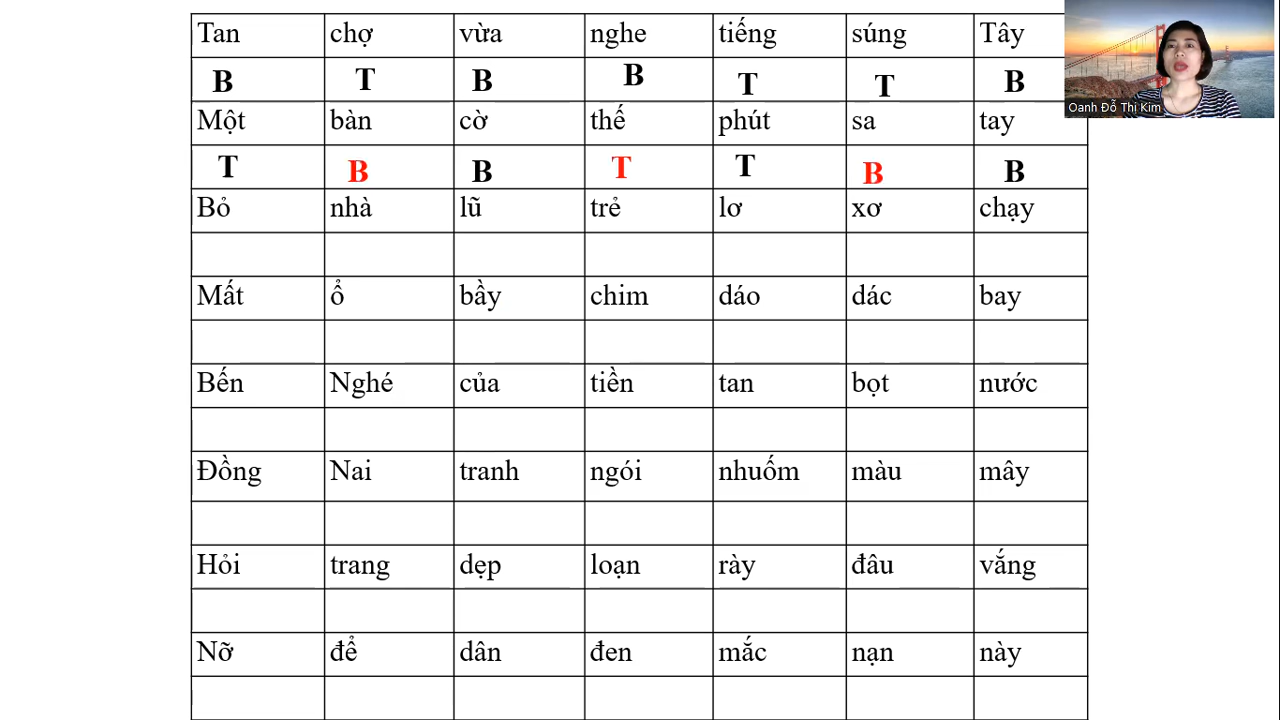 Tan chợ vừa nghe tiếng súng Tây
B T B B T T B
Oanh Đỗ Thị Kim
Một bàn cờ thế phút sa tay
T B B T T B B
Bỏ nhà lũ trẻ lơ xơ chạy
Mất ổ bầy chim dáo dác bay
Bến Nghé của tiền tan bọt nước
Đồng Nai tranh ngói nhuốm màu mây
Hỏi trang dẹp loạn rày đâu vắng
Nỡ để dân đen mắc nạn này